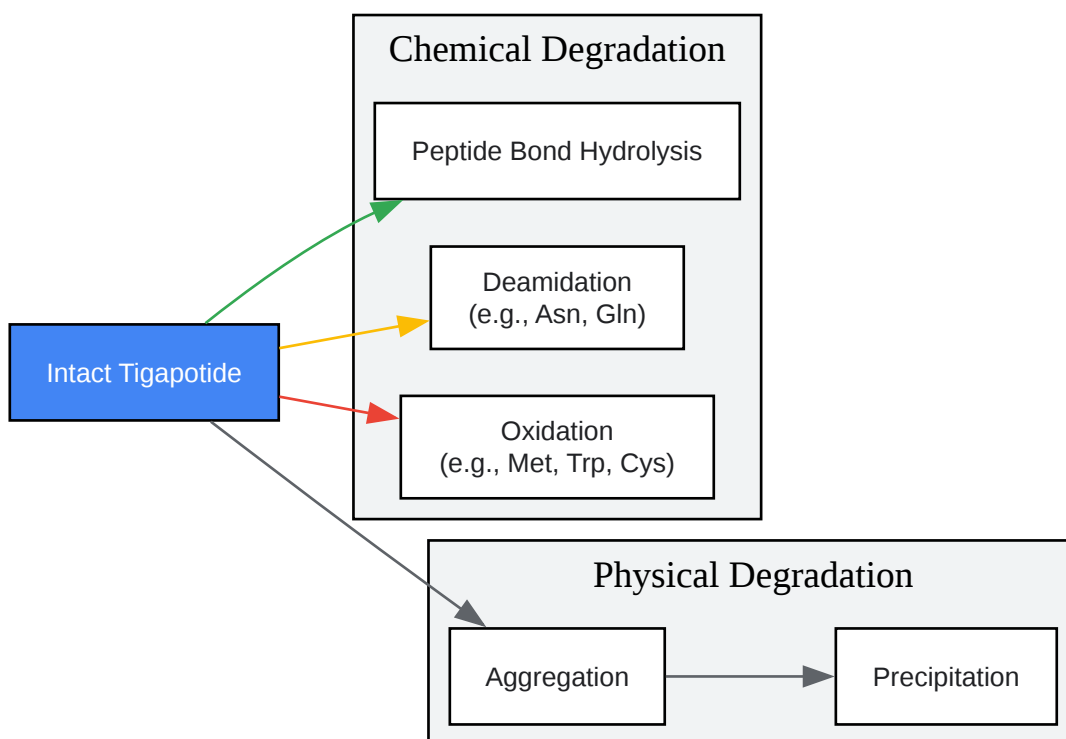 Chemical Degradation
Peptide Bond Hydrolysis
Deamidation
(e.g., Asn, Gln)
Intact Tigapotide
Oxidation
(e.g., Met, Trp, Cys)
Physical Degradation
Aggregation
Precipitation